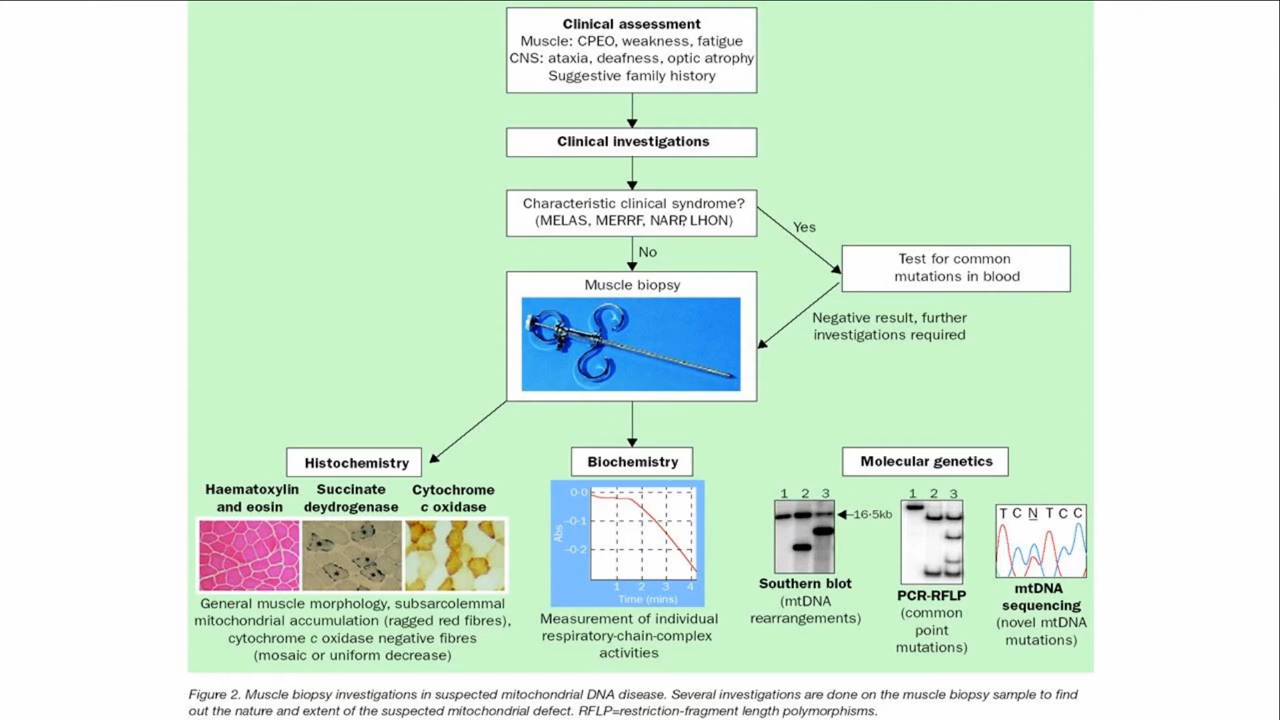 Clinical assessment
Muscle: CPEO, weakness, fatigue
CNS: ataxia, deafness, optic atrophy
Suggestive family history
Clinical investigations
Characteristic clinical syndrome?
(MELAS, MERRF, NARP, LHON)
Yes
No
Test for common
mutations in blood
Muscle biopsy
Negative result, further
investigations required
Histochemistry
Haematoxylin
and eosin
Succinate
deydrogenase
Cytochrome
c oxidase
General muscle morphology, subsarcolemmal
mitochondrial accumulation (ragged red fibres),
cytochrome c oxidase negative fibres
(mosaic or uniform decrease)
Biochemistry
Abs
0·0
–0·1
–0·2
1 2 3 4
Time (mins)
Measurement of individual
respiratory-chain-complex
activities
Molecular genetics
1 2 3
16·5kb
Southern blot
(mtDNA
rearrangements)
1 2 3
PCR-RFLP
(common
point
mutations)
T C N T C C
mtDNA
sequencing
(novel mtDNA
mutations)
Figure 2. Muscle biopsy investigations in suspected mitochondrial DNA disease. Several investigations are done on the muscle biopsy sample to find
out the nature and extent of the suspected mitochondrial defect. RFLP=restriction-fragment length polymorphisms.